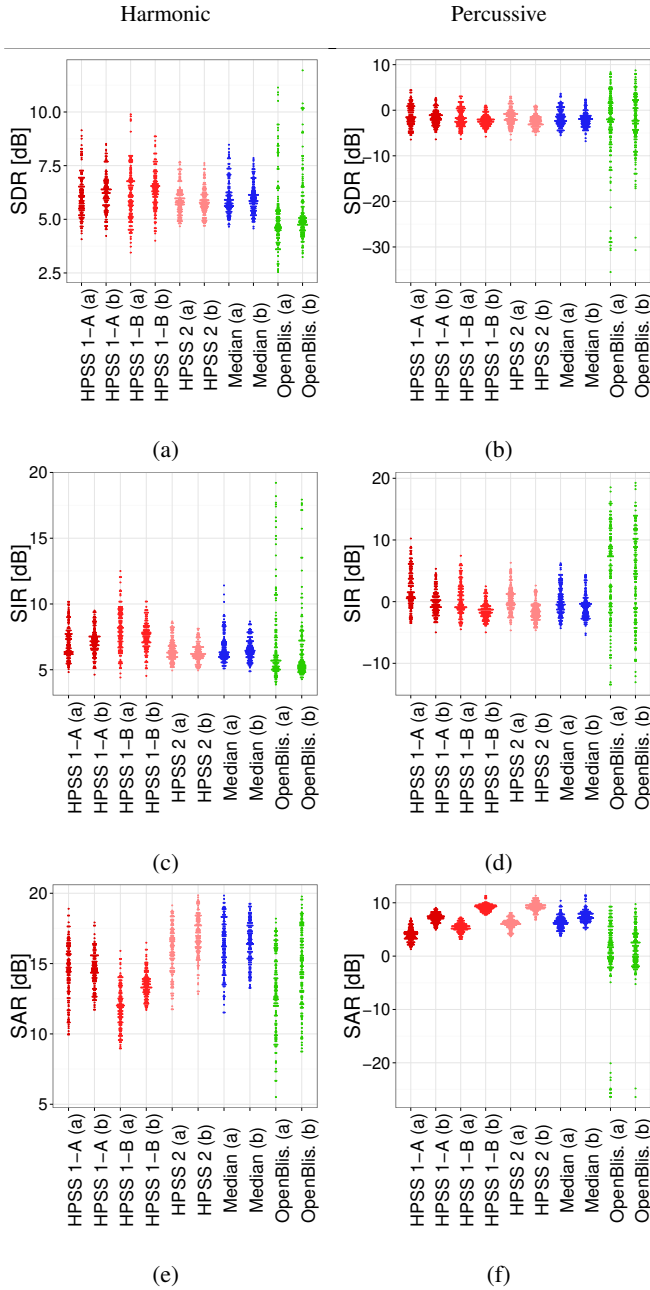 Harmonic
Percussive
SDR [dB]
10.0
7.5
5.0
2.5
HPSS 1−A (a)
HPSS 1−A (b)
HPSS 1−B (a)
HPSS 1−B (b)
HPSS 2 (a)
HPSS 2 (b)
Median (a)
Median (b)
OpenBlis. (a)
OpenBlis. (b)
(a)
SDR [dB]
10
0
−10
−20
−30
HPSS 1−A (a)
HPSS 1−A (b)
HPSS 1−B (a)
HPSS 1−B (b)
HPSS 2 (a)
HPSS 2 (b)
Median (a)
Median (b)
OpenBlis. (a)
OpenBlis. (b)
(b)
SIR [dB]
20
15
10
5
HPSS 1−A (a)
HPSS 1−A (b)
HPSS 1−B (a)
HPSS 1−B (b)
HPSS 2 (a)
HPSS 2 (b)
Median (a)
Median (b)
OpenBlis. (a)
OpenBlis. (b)
(c)
SIR [dB]
20
10
0
−10
HPSS 1−A (a)
HPSS 1−A (b)
HPSS 1−B (a)
HPSS 1−B (b)
HPSS 2 (a)
HPSS 2 (b)
Median (a)
Median (b)
OpenBlis. (a)
OpenBlis. (b)
(d)
SAR [dB]
20
15
10
5
HPSS 1−A (a)
HPSS 1−A (b)
HPSS 1−B (a)
HPSS 1−B (b)
HPSS 2 (a)
HPSS 2 (b)
Median (a)
Median (b)
OpenBlis. (a)
OpenBlis. (b)
(e)
SAR [dB]
10
0
−10
−20
HPSS 1−A (a)
HPSS 1−A (b)
HPSS 1−B (a)
HPSS 1−B (b)
HPSS 2 (a)
HPSS 2 (b)
Median (a)
Median (b)
OpenBlis. (a)
OpenBlis. (b)
(f)